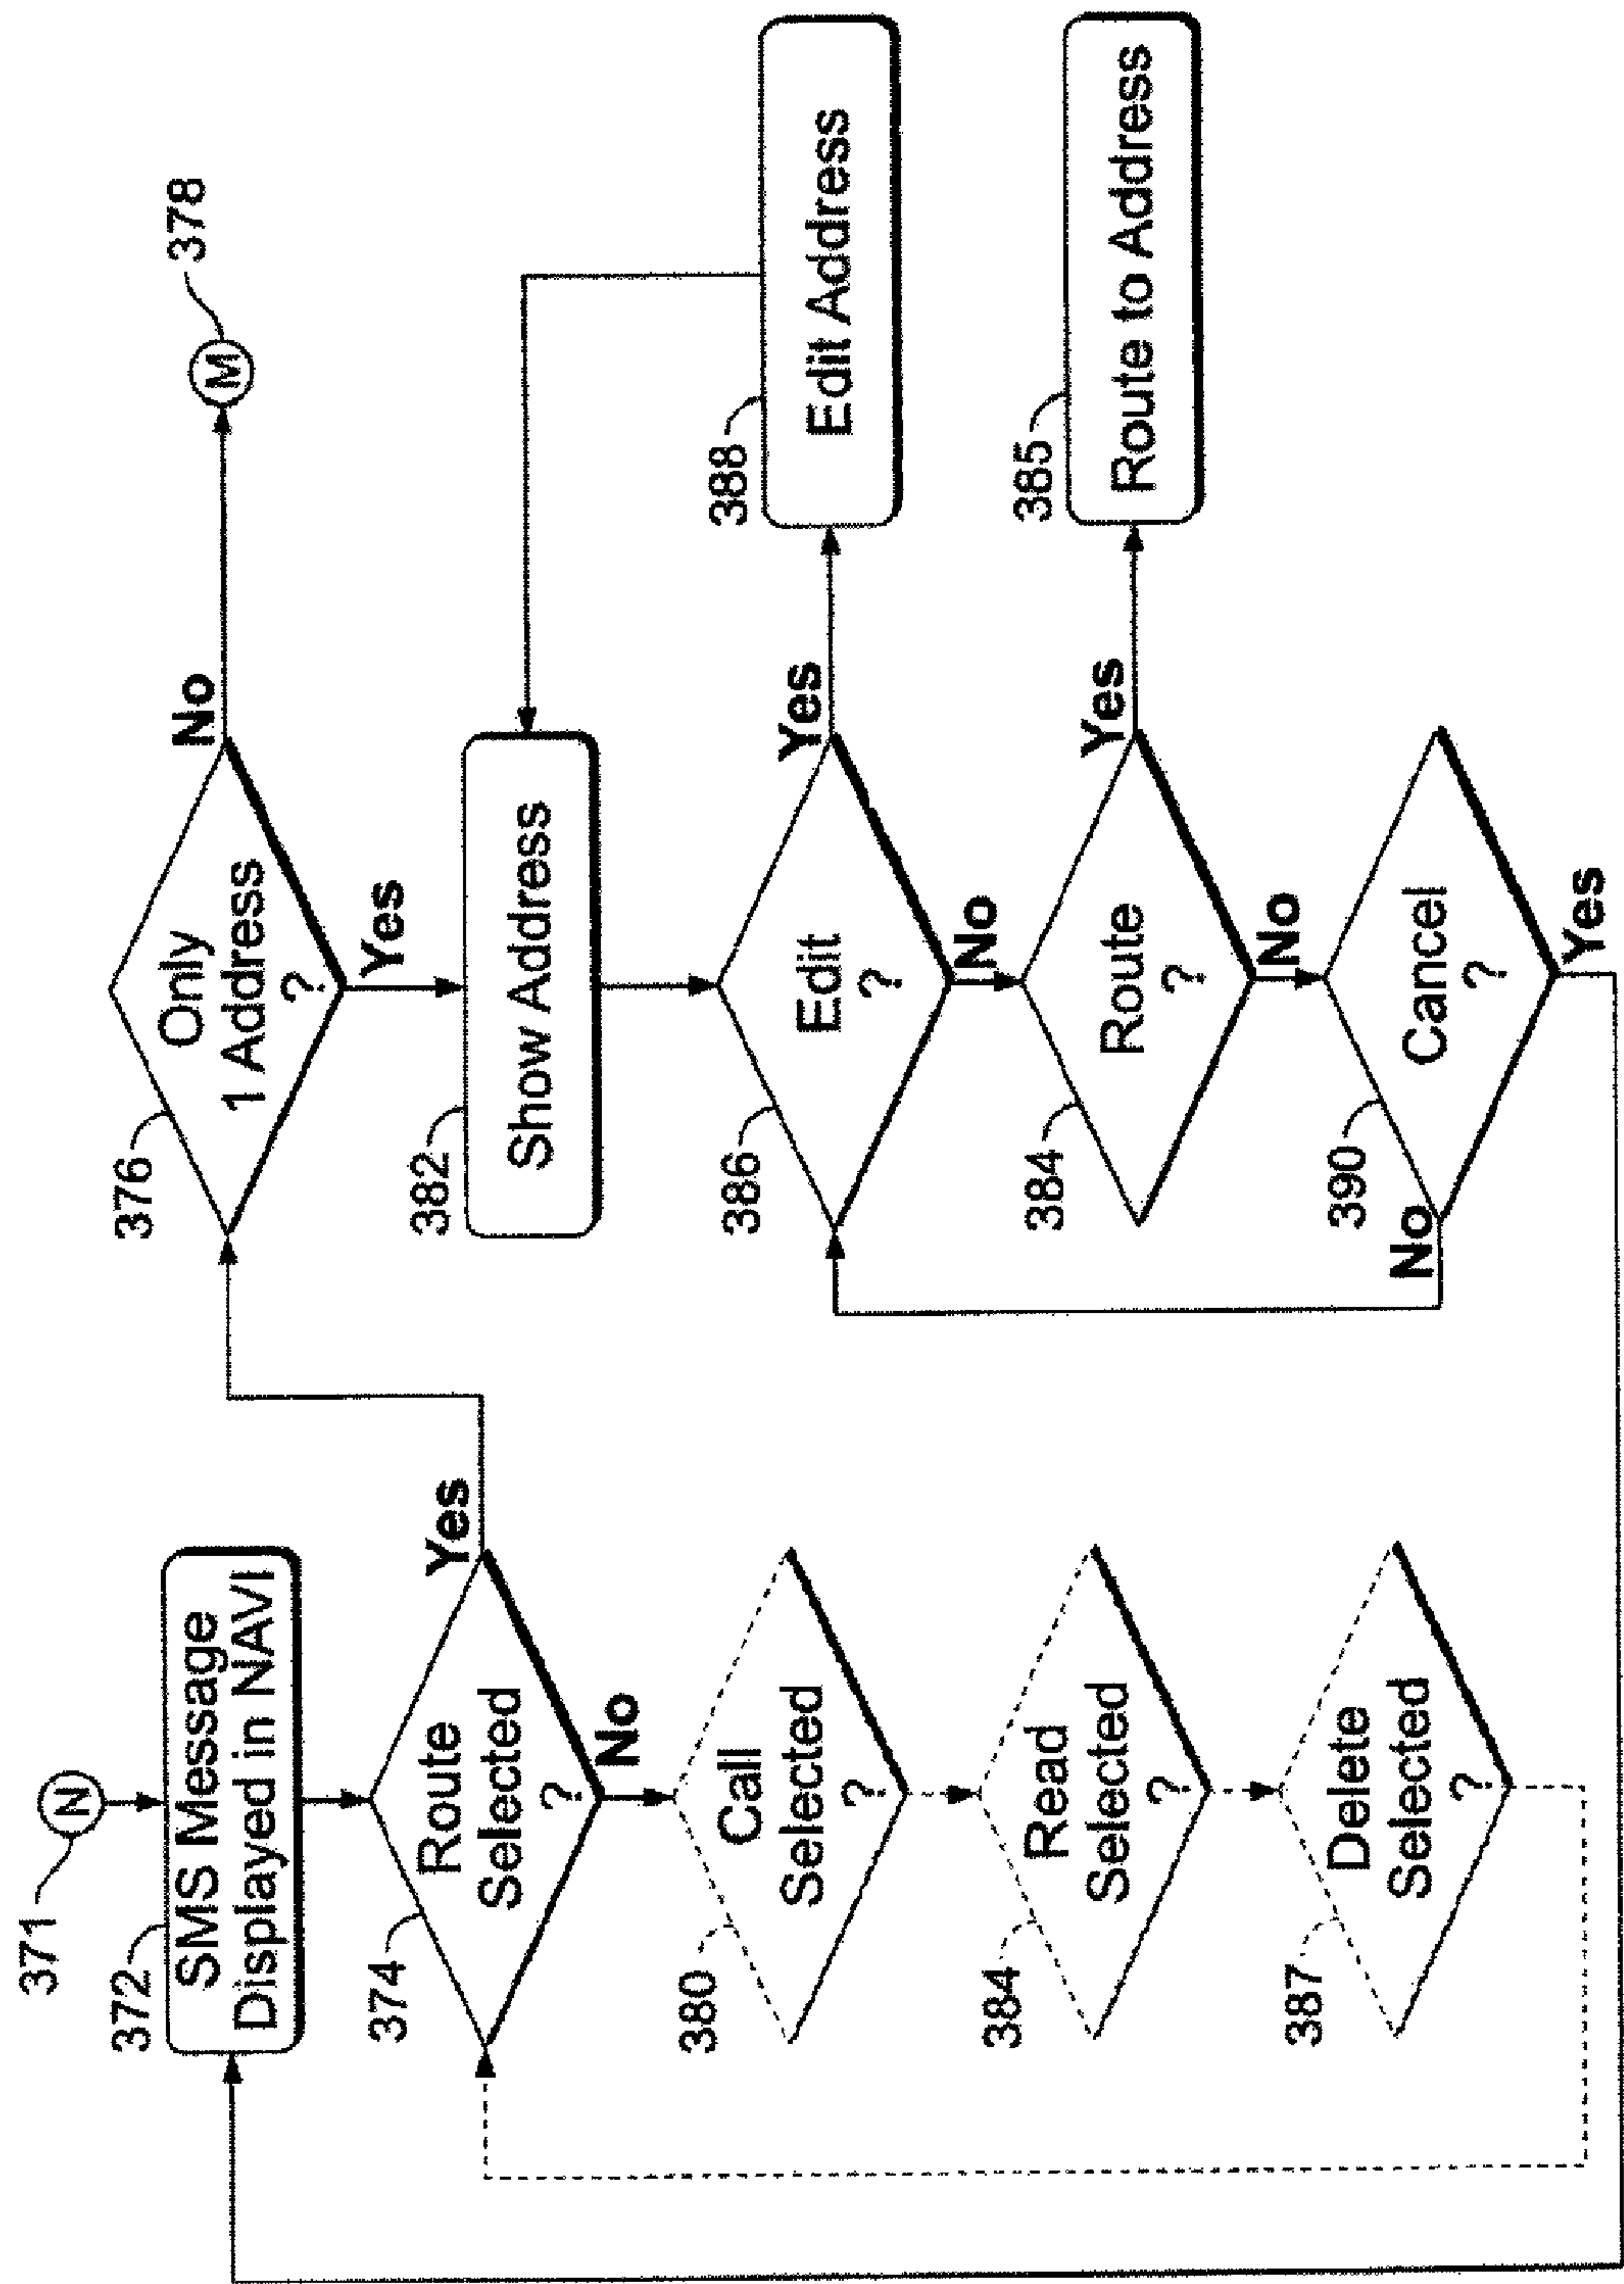 N
371
372
SMS Message
Displayed in NAVI
374
Route
Selected
?
Yes
No
380
Call
Selected
?
384
Read
Selected
?
387
Delete
Selected
?
376
Only
1 Address
?
No
M
378
Yes
382
Show Address
386
Edit
?
Yes
388
Edit Address
No
384
Route
?
Yes
385
Route to Address
No
390
Cancel
?
No
Yes